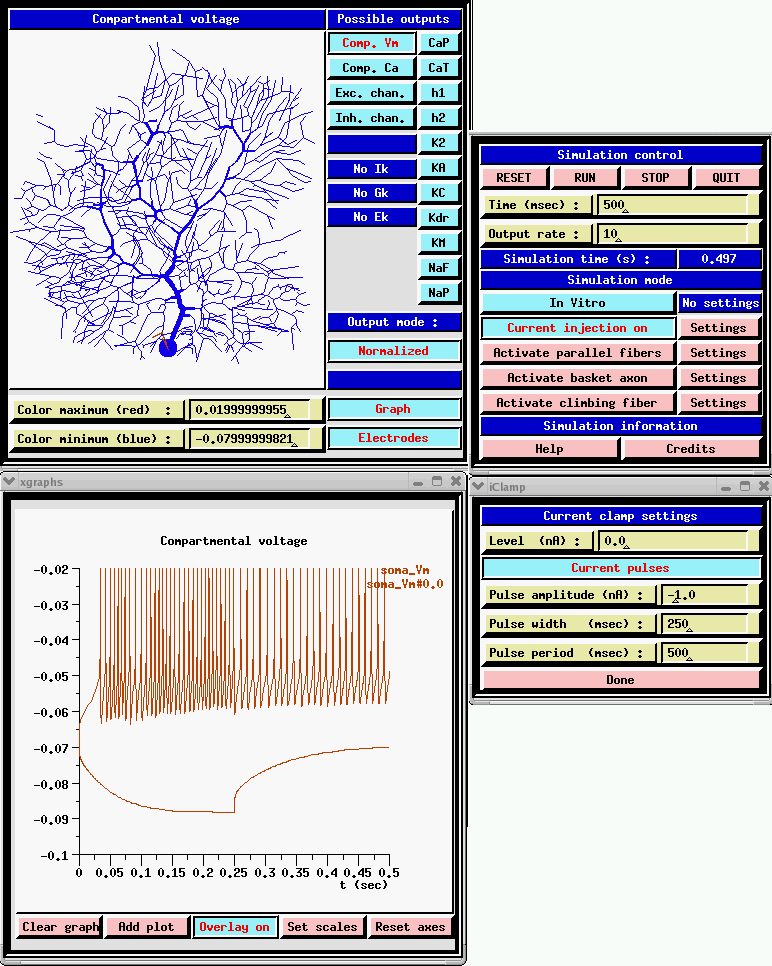 Compartmental voltage
Possible outputs
Comp. Vm
CaP
Comp. Ca
CaT
Exc. chan.
h1
Inh. chan.
h2
K2
No Ik
KA
No Gk
KC
No Ek
Kdr
KM
NaF
NaP
Output mode :
Normalized
Color maximum (red) :
0.01999999955
Graph
Color minimum (blue) :
-0.07999999821
Electrodes
Simulation control
RESET
RUN
STOP
QUIT
Time (msec) :
500
Output rate :
10
Simulation time (s) :
0.497
Simulation mode
In Vitro
No settings
Current injection on
Settings
Activate parallel fibers
Settings
Activate basket axon
Settings
Activate climbing fiber
Settings
Simulation information
Help
Credits
xgraphs
Compartmental voltage
soma_Vm
soma_Vm#0.0
-0.02
-0.03
-0.04
-0.05
-0.06
-0.07
-0.08
-0.09
-0.1
0 0.05 0.1 0.15 0.2 0.25 0.3 0.35 0.4 0.45 0.5
t (sec)
Clear graph
Add plot
Overlay on
Set scales
Reset axes
iClamp
Current clamp settings
Level (nA) :
0.0
Current pulses
Pulse amplitude (nA) :
-1.0
Pulse width (msec) :
250
Pulse period (msec) :
500
Done